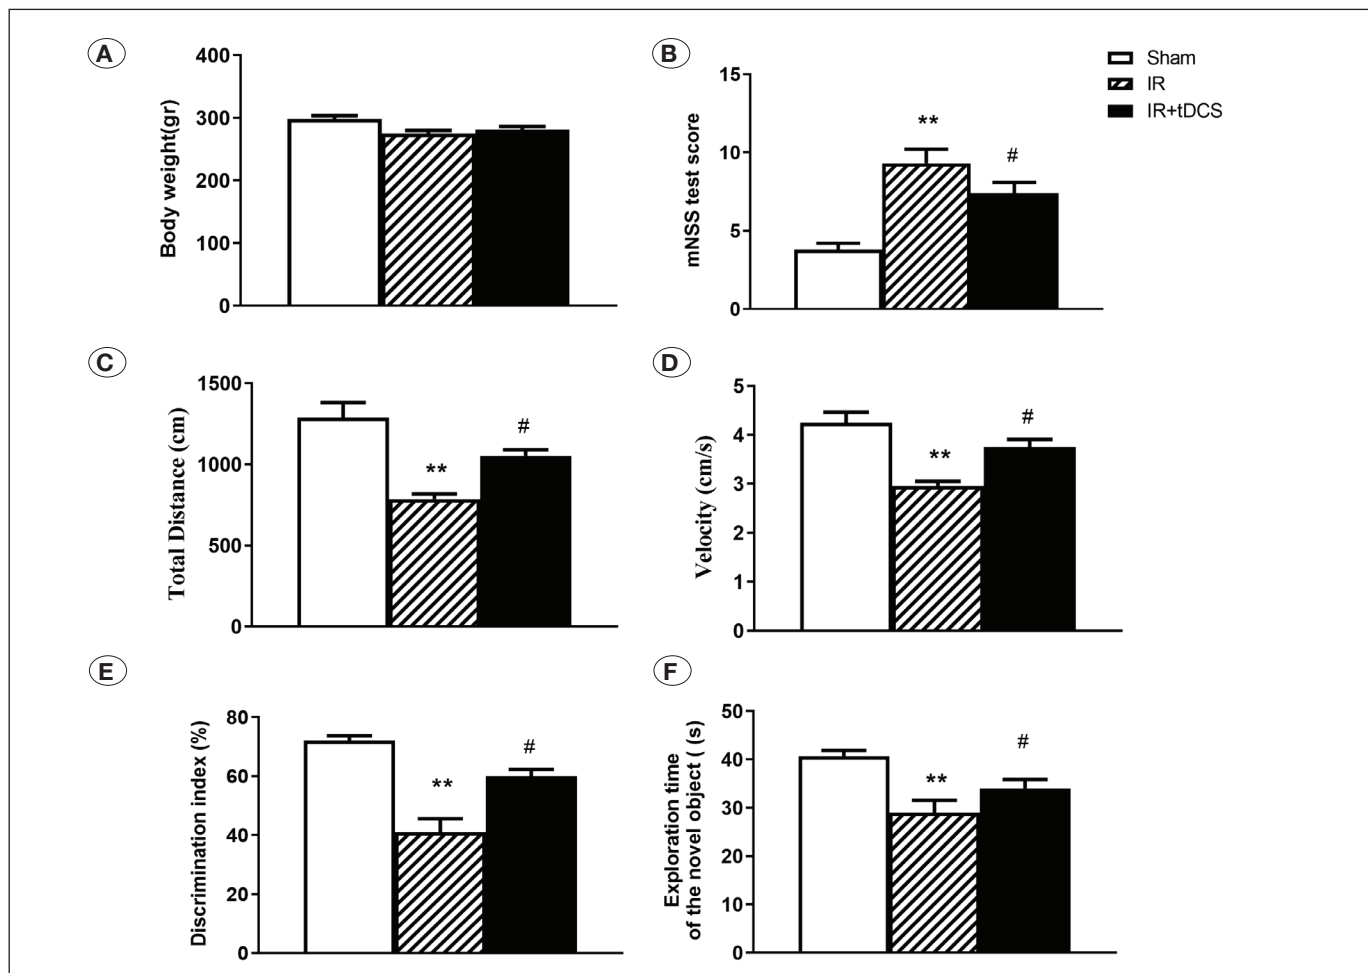 A
Body weight(gr)
400
300
200
100
0
B
mNSS test score
15
10
5
0
**
#
Sham
IR
IR+tDCS
C
Total Distance (cm)
1500
1000
500
0
**
#
D
Velocity (cm/s)
5
4
3
2
1
0
**
#
E
Discrimination index (%)
80
60
40
20
0
**
#
F
Exploration time
of the novel object ( (s)
50
40
30
20
10
0
**
#